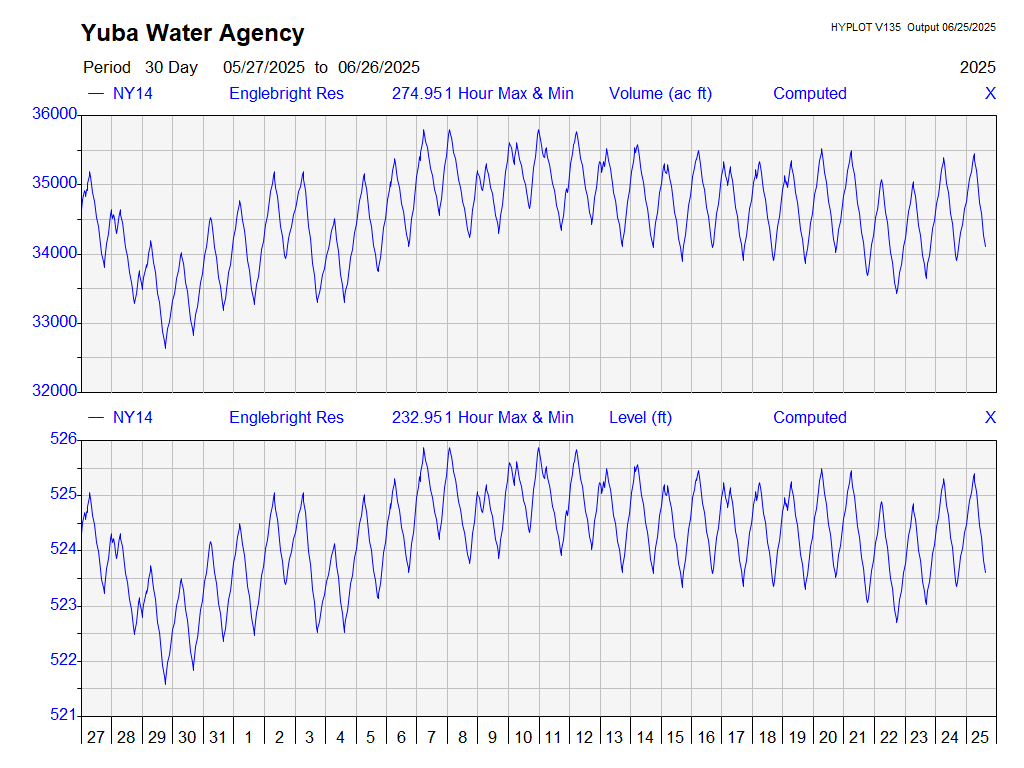 Yuba Water Agency
HYPLOT V135 Output 06/25/2025
Period 30 Day 05/27/2025 to 06/26/2025 2025
— NY14 Englebright Res 274.951 Hour Max & Min Volume (ac ft) Computed X
36000
35000
34000
33000
32000
— NY14 Englebright Res 232.951 Hour Max & Min Level (ft) Computed X
526
525
524
523
522
521
27 28 29 30 31 1 2 3 4 5 6 7 8 9 10 11 12 13 14 15 16 17 18 19 20 21 22 23 24 25